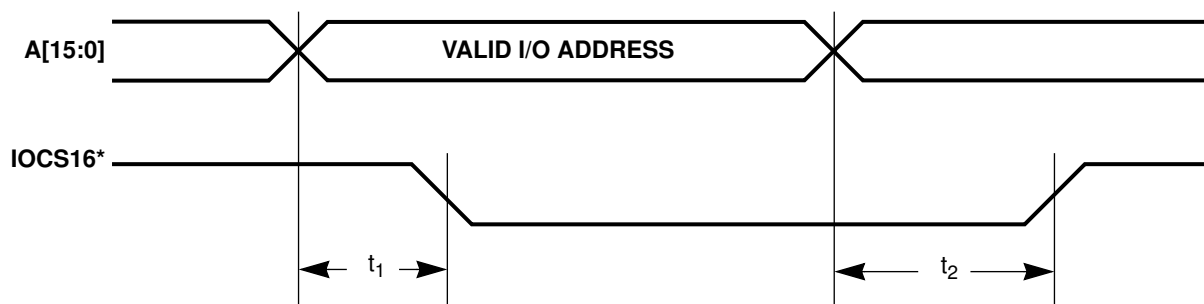 A[15:0]
VALID I/O ADDRESS
IOCS16*
t1
t2